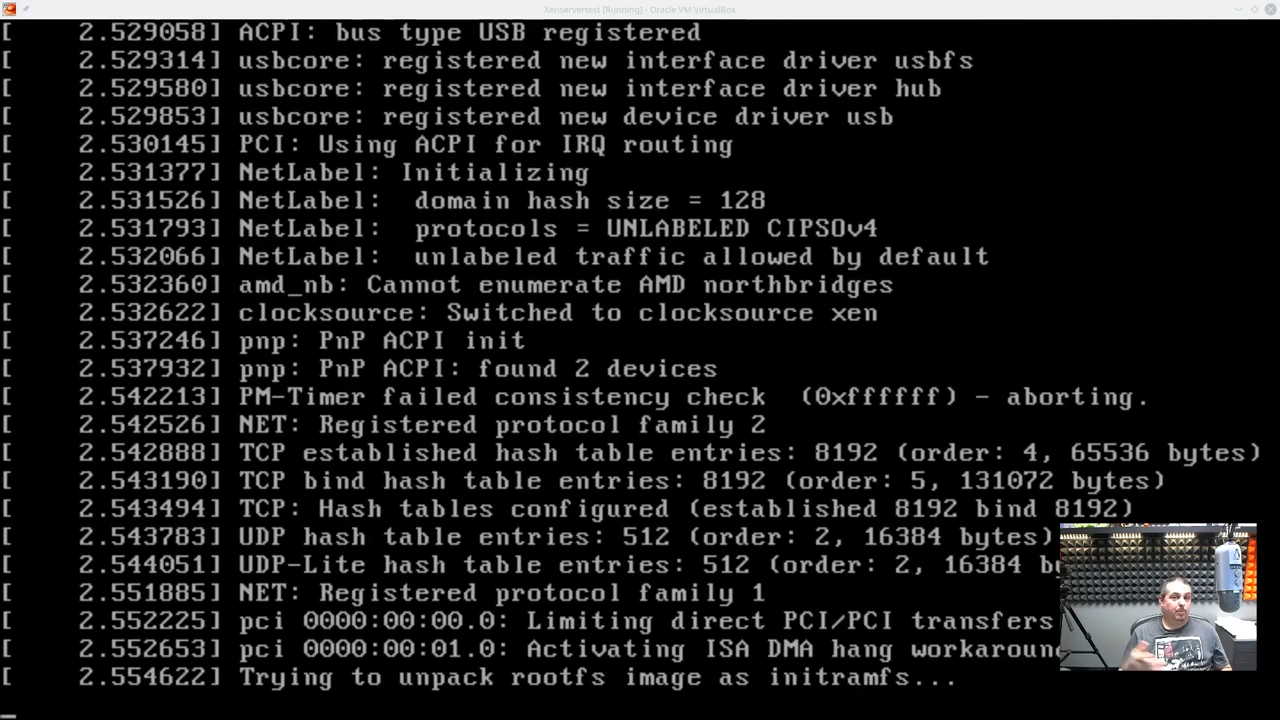 Xenservertest [Running] - Oracle VM VirtualBox
[    2.529058] ACPI: bus type USB registered
[    2.529314] usbcore: registered new interface driver usbfs
[    2.529580] usbcore: registered new interface driver hub
[    2.529853] usbcore: registered new device driver usb
[    2.530145] PCI: Using ACPI for IRQ routing
[    2.531377] NetLabel: Initializing
[    2.531526] NetLabel:  domain hash size = 128
[    2.531793] NetLabel:  protocols = UNLABELED CIPSOv4
[    2.532066] NetLabel:  unlabeled traffic allowed by default
[    2.532360] amd_nb: Cannot enumerate AMD northbridges
[    2.532622] clocksource: Switched to clocksource xen
[    2.537246] pnp: PnP ACPI init
[    2.537932] pnp: PnP ACPI: found 2 devices
[    2.542213] PM-Timer failed consistency check  (0xffffff) - aborting.
[    2.542526] NET: Registered protocol family 2
[    2.542888] TCP established hash table entries: 8192 (order: 4, 65536 bytes)
[    2.543190] TCP bind hash table entries: 8192 (order: 5, 131072 bytes)
[    2.543494] TCP: Hash tables configured (established 8192 bind 8192)
[    2.543783] UDP hash table entries: 512 (order: 2, 16384 bytes)
[    2.544051] UDP-Lite hash table entries: 512 (order: 2, 16384 by
[    2.551885] NET: Registered protocol family 1
[    2.552225] pci 0000:00:00.0: Limiting direct PCI/PCI transfers
[    2.552653] pci 0000:00:01.0: Activating ISA DMA hang workaroun
[    2.554622] Trying to unpack rootfs image as initramfs...